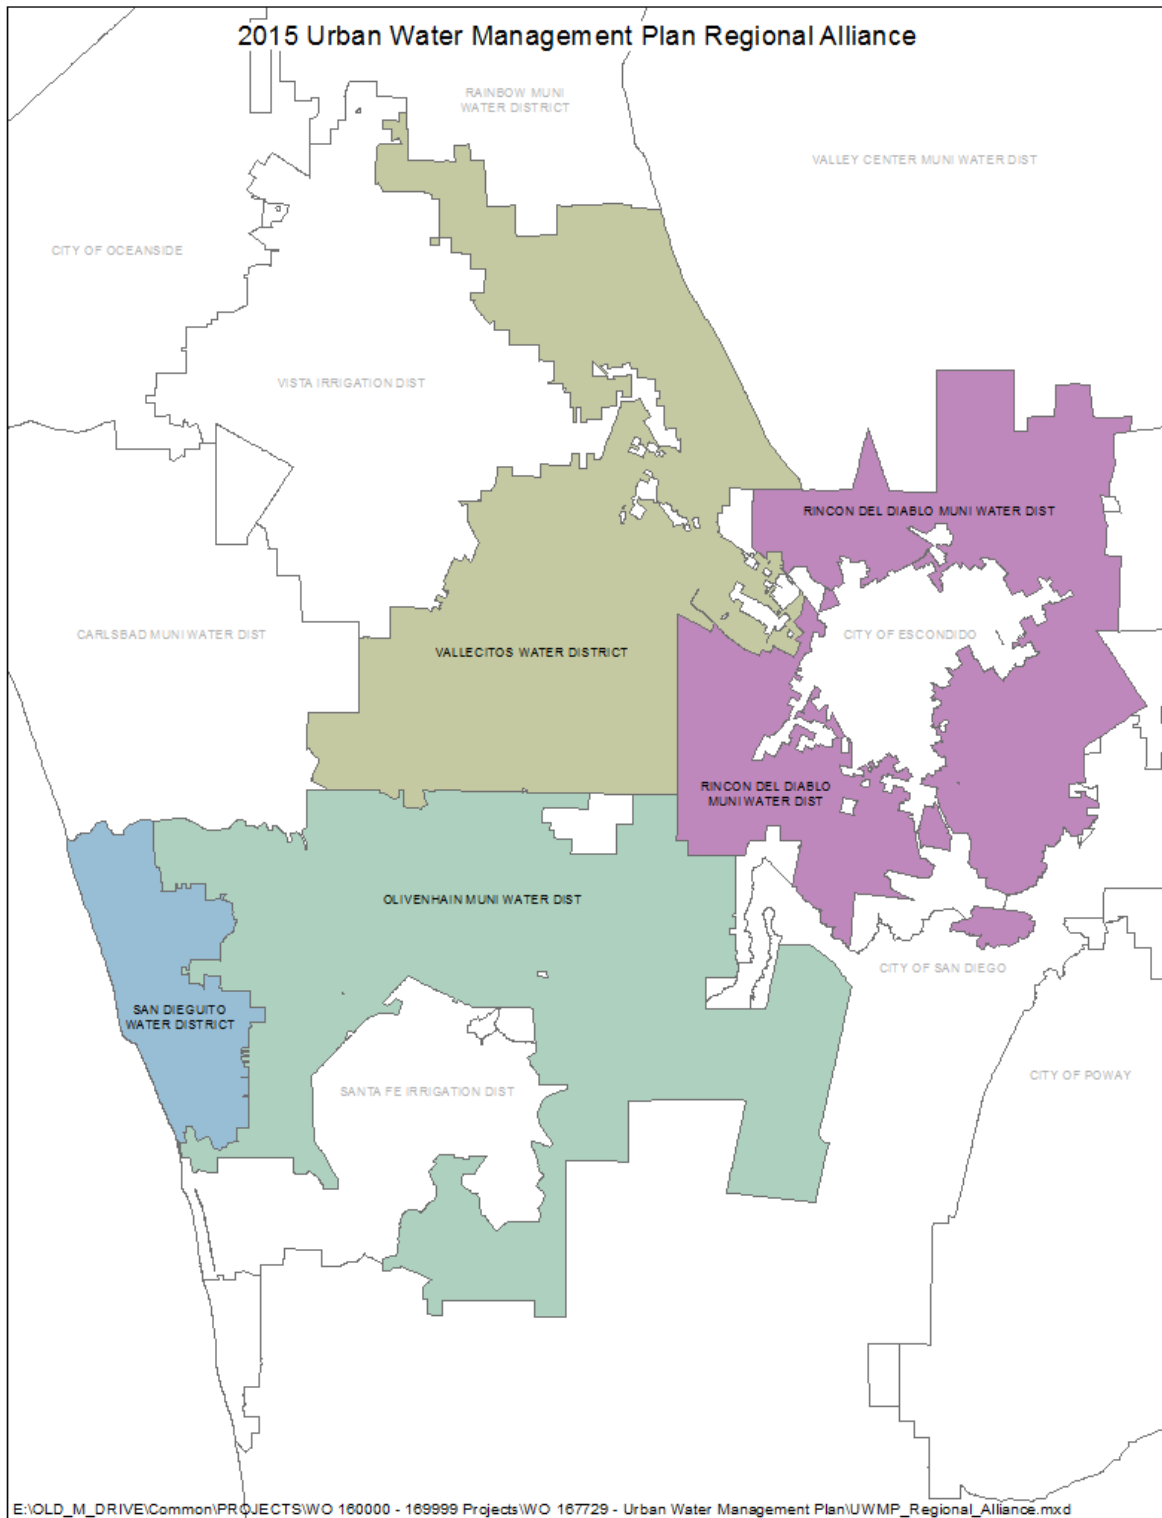 2015 Urban Water Management Plan Regional Alliance
RAINBOW MUNI
WATER DISTRICT
VALLEY CENTER MUNI WATER DIST
CITY OF OCEANSIDE
VISTA IRRIGATION DIST
RINCON DEL DIABLO MUNI WATER DIST
CARLSBAD MUNI WATER DIST
CITY OF ESCONDIDO
VALLECITOS WATER DISTRICT
RINCON DEL DIABLO
MUNI WATER DIST
OLIVENHAIN MUNI WATER DIST
CITY OF SAN DIEGO
SAN DIEGUITO
WATER DISTRICT
CITY OF POWAY
SANTA FE IRRIGATION DIST
E:\OLD_M_DRIVE\Common\PROJECTS\WO 160000 - 169999 Projects\WO 167729 - Urban Water Management Plan\UWMP_Regional_Alliance.mxd